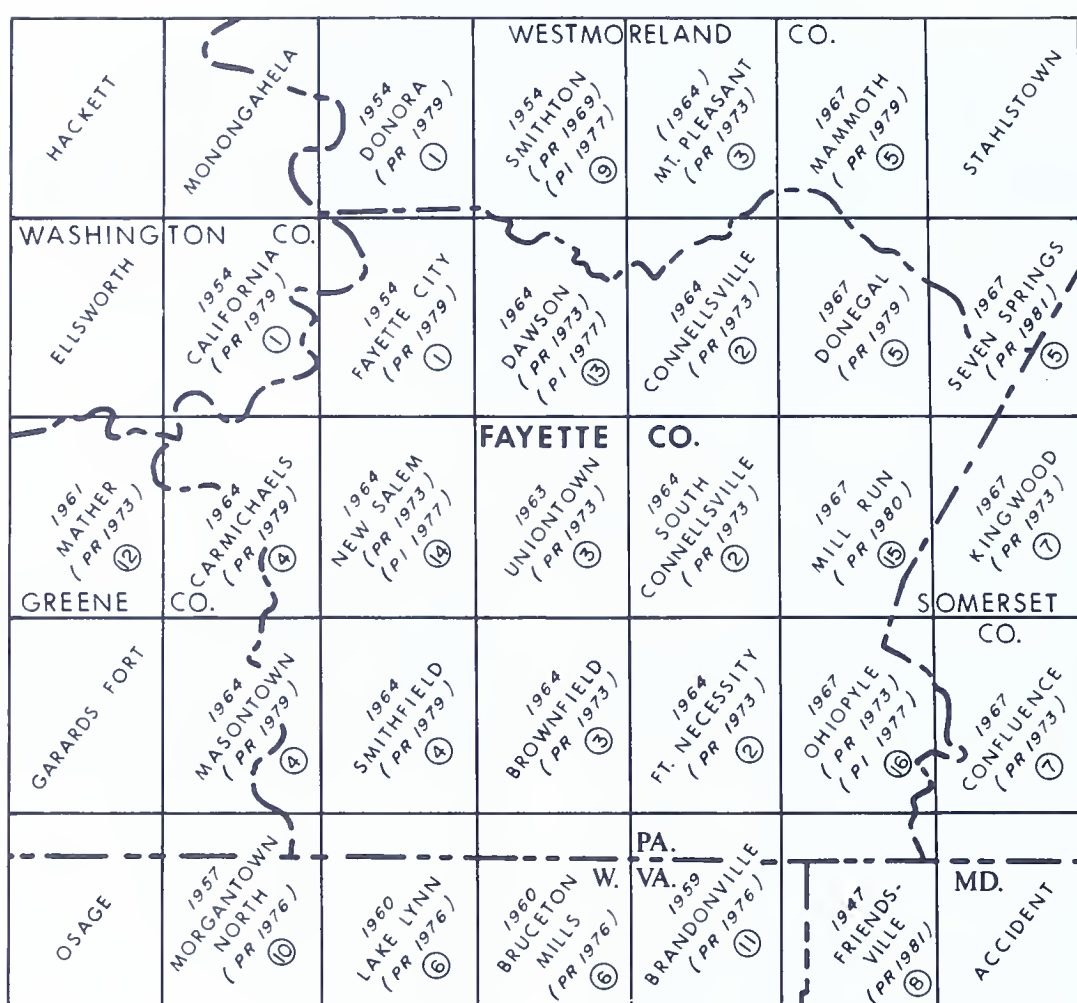 WESTMORELAND CO.
HACKETT
MONONGAHELA
1954
DONORA
(PR 1979)
1
1954
SMITHTON
(PR 1969)
(PI 1977)
9
(1964)
MT. PLEASANT
(PR 1973)
3
1967
MAMMOTH
(PR 1979)
5
STAHLSTOWN
WASHINGTON CO.
ELLSWORTH
1954
CALIFORNIA
(PR 1979)
1
1954
FAYETTE CITY
(PR 1979)
1
1964
DAWSON
(PR 1973)
(PI 1977)
13
1964
CONNELLSVILLE
(PR 1973)
2
1967
DONEGAL
(PR 1979)
5
1967
SEVEN SPRINGS
(PR 1981)
5
FAYETTE CO.
1961
MATHER
(PR 1973)
12
1964
CARMICHAELS
(PR 1979)
4
1964
NEW SALEM
(PR 1973)
(PI 1977)
14
1963
UNIONTOWN
(PR 1973)
3
1964
SOUTH
CONNELLSVILLE
(PR 1973)
2
1967
MILL RUN
(PR 1980)
15
1967
KINGWOOD
(PR 1973)
7
GREENE CO.
SOMERSET
CO.
GARARDS FORT
1964
MASONTOWN
(PR 1979)
4
1964
SMITHFIELD
(PR 1979)
4
1964
BROWNFIELD
(PR 1973)
3
1964
FT. NECESSITY
(PR 1973)
2
1967
OHIOPYLE
(PR 1973)
(PI 1977)
16
1967
CONFLUENCE
(PR 1973)
7
PA.
W. VA.
MD.
OSAGE
1957
MORGANTOWN
NORTH
(PR 1976)
10
1960
LAKE LYNN
(PR 1976)
6
1960
BRUCETON
MILLS
(PR 1976)
6
1959
BRANDONVILLE
(PR 1976)
11
1947
FRIENDS-
VILLE
(PR 1981)
8
ACCIDENT